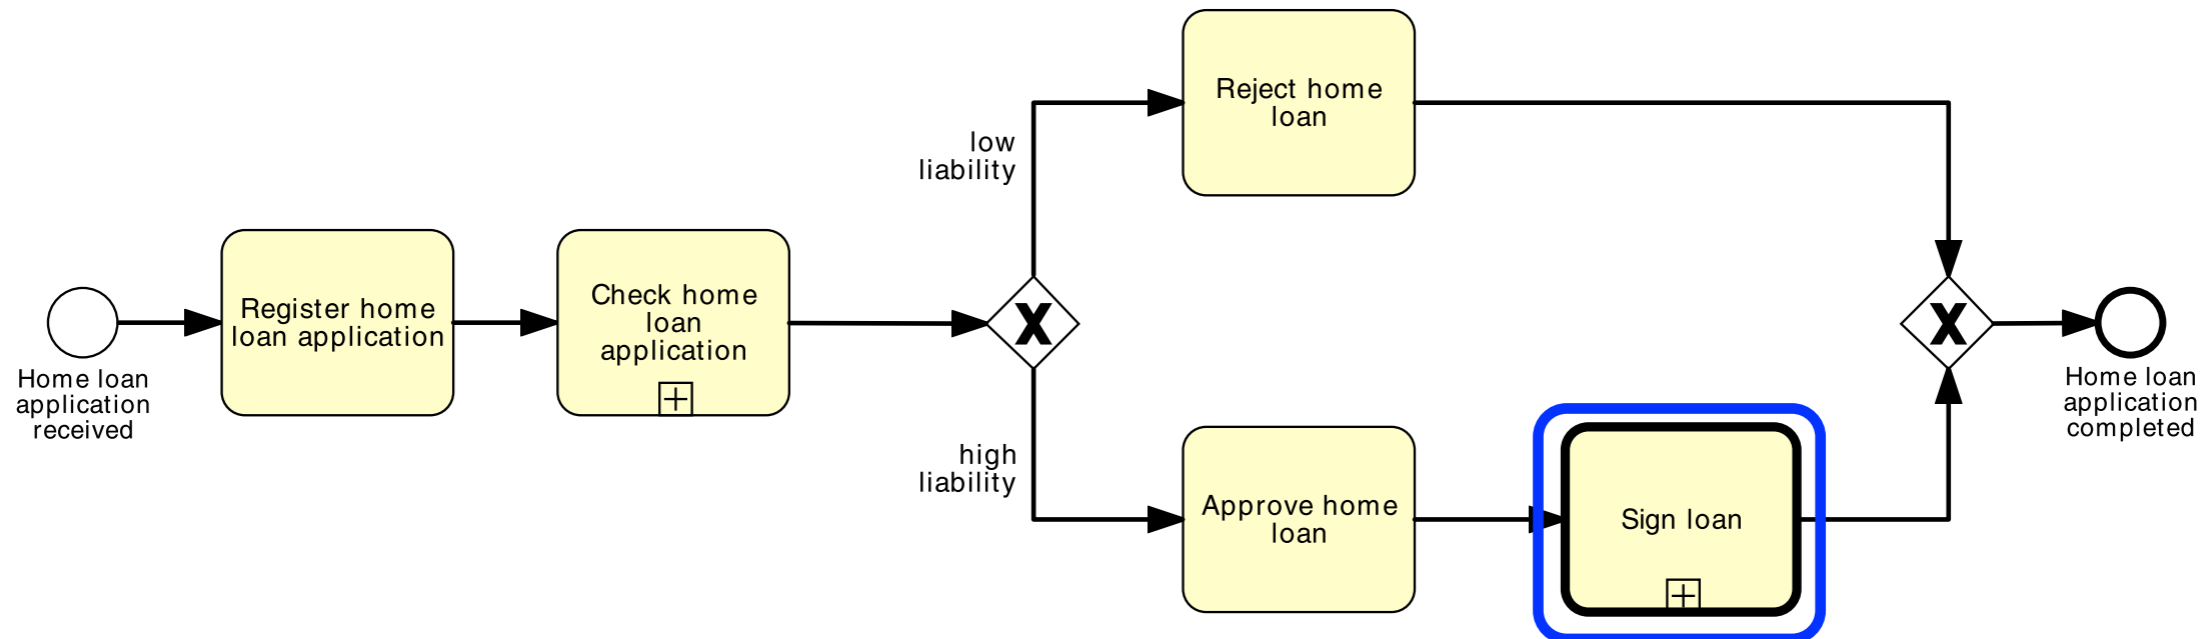 Home loan
application
received
Register home
loan application
Check home
loan
application
low
liability
high
liability
Reject home
loan
Approve home
loan
Sign loan
X
X
Home loan
application
completed